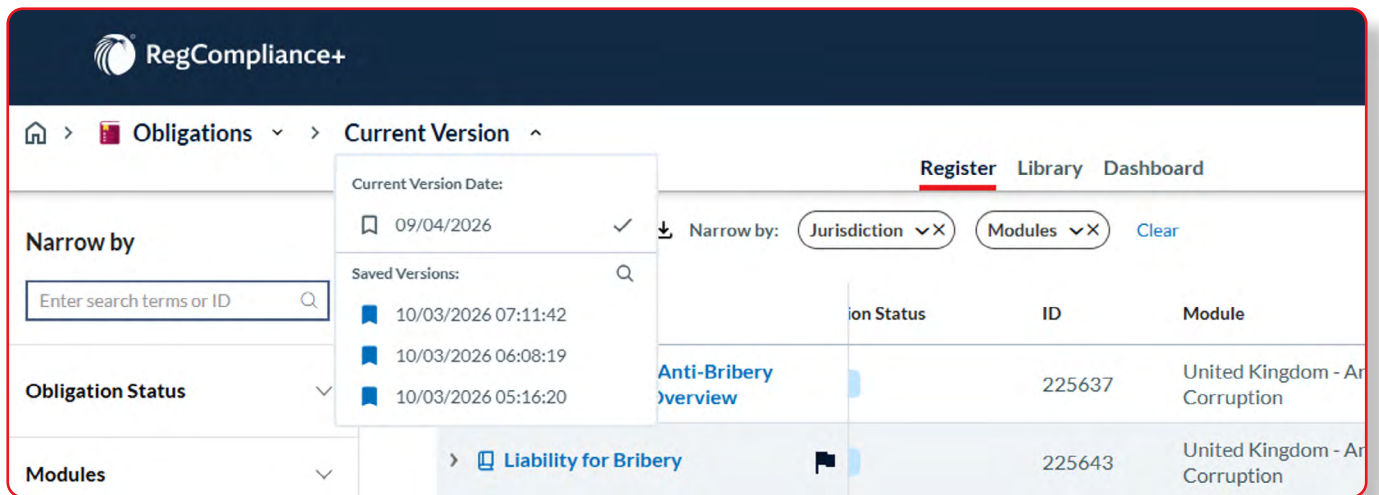 RegCompliance+
Obligations
Current Version
Current Version Date:
09/04/2026
Saved Versions:
10/03/2026 07:11:42
10/03/2026 06:08:19
10/03/2026 05:16:20
Register Library Dashboard
Narrow by
Enter search terms or ID
Obligation Status
Modules
Narrow by: Jurisdiction Modules Clear
ion Status ID Module
Anti-Bribery
Overview
225637
United Kingdom - An
Corruption
Liability for Bribery
225643
United Kingdom - An
Corruption